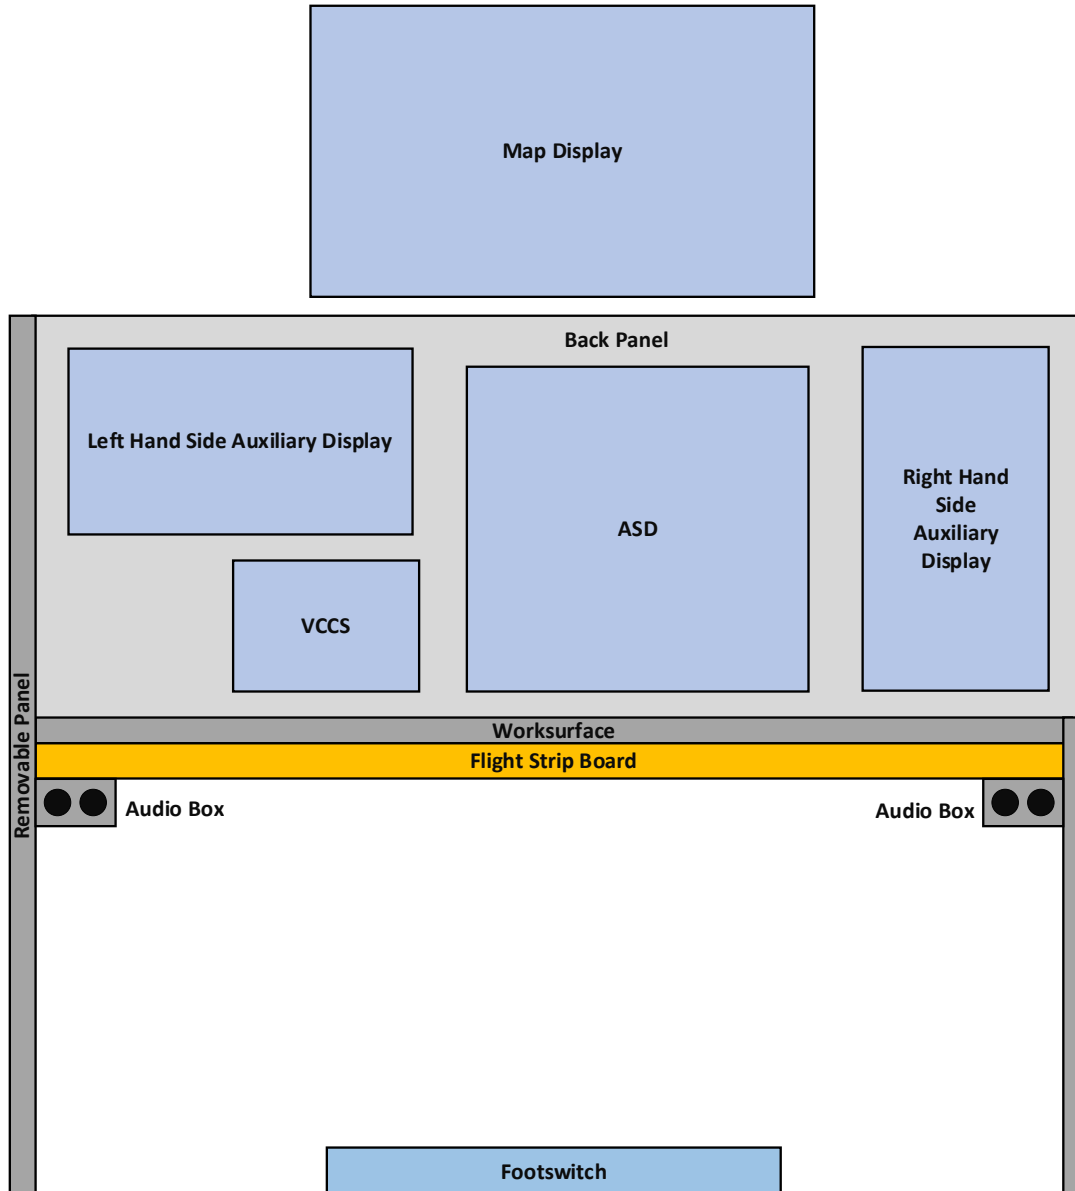 Map Display
Back Panel
Left Hand Side Auxiliary Display
ASD
Right Hand
Side
Auxiliary
Display
VCCS
Removable Panel
Worksurface
Flight Strip Board
Audio Box
Audio Box
Footswitch